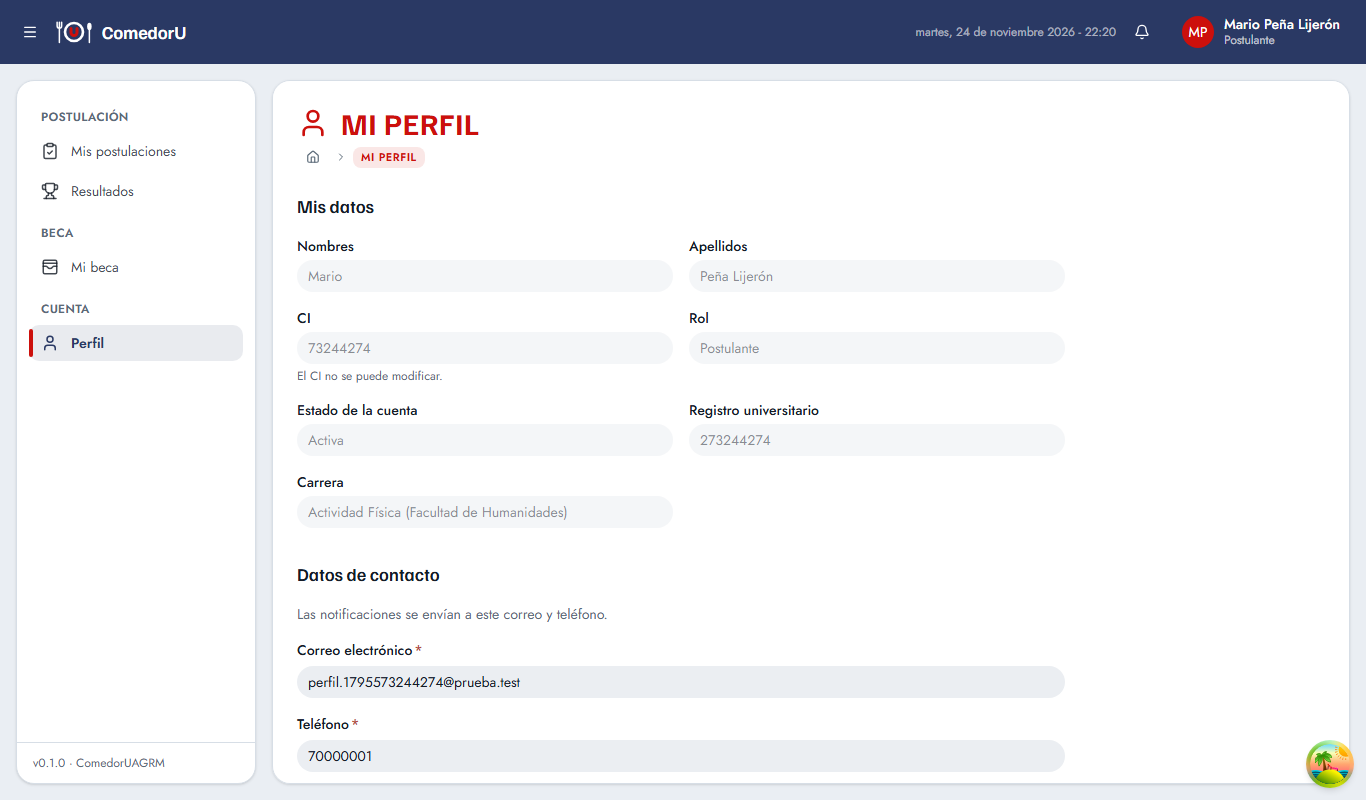 ComedorU
martes, 24 de noviembre 2026 - 22:20
MP
Mario Peña Lijerón
Postulante
POSTULACIÓN
Mis postulaciones
Resultados
BECA
Mi beca
CUENTA
Perfil
v0.1.0 · ComedorUAGRM
MI PERFIL
MI PERFIL
Mis datos
Nombres
Mario
Apellidos
Peña Lijerón
CI
73244274
El CI no se puede modificar.
Rol
Postulante
Estado de la cuenta
Activa
Registro universitario
273244274
Carrera
Actividad Física (Facultad de Humanidades)
Datos de contacto
Las notificaciones se envían a este correo y teléfono.
Correo electrónico *
perfil.1795573244274@prueba.test
Teléfono *
70000001